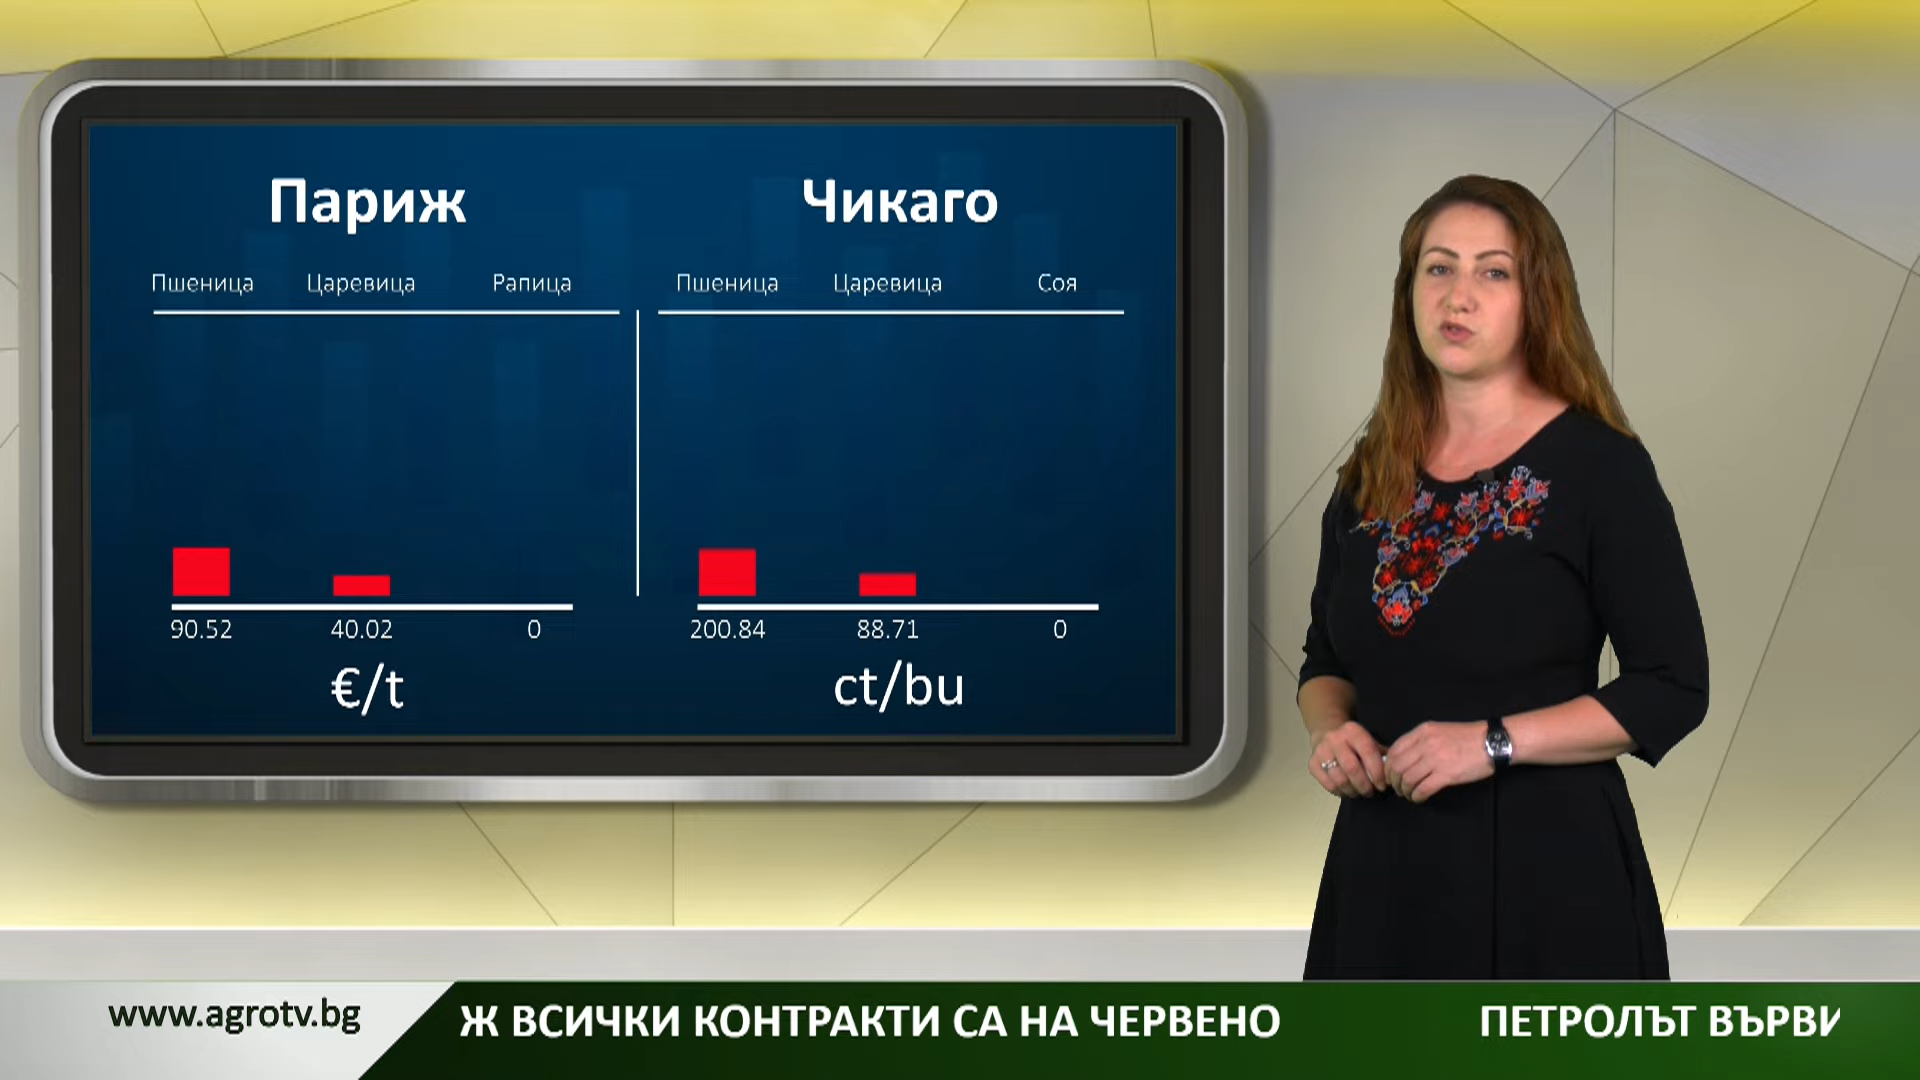 Париж
Чикаго
Пшеница Царевица Рапица
Пшеница Царевица Соя
90.52 40.02 0
200.84 88.71 0
€/t
ct/bu
www.agrotv.bg
Ж ВСИЧКИ КОНТРАКТИ СА НА ЧЕРВЕНО
ПЕТРОЛЪТ ВЪРВИ